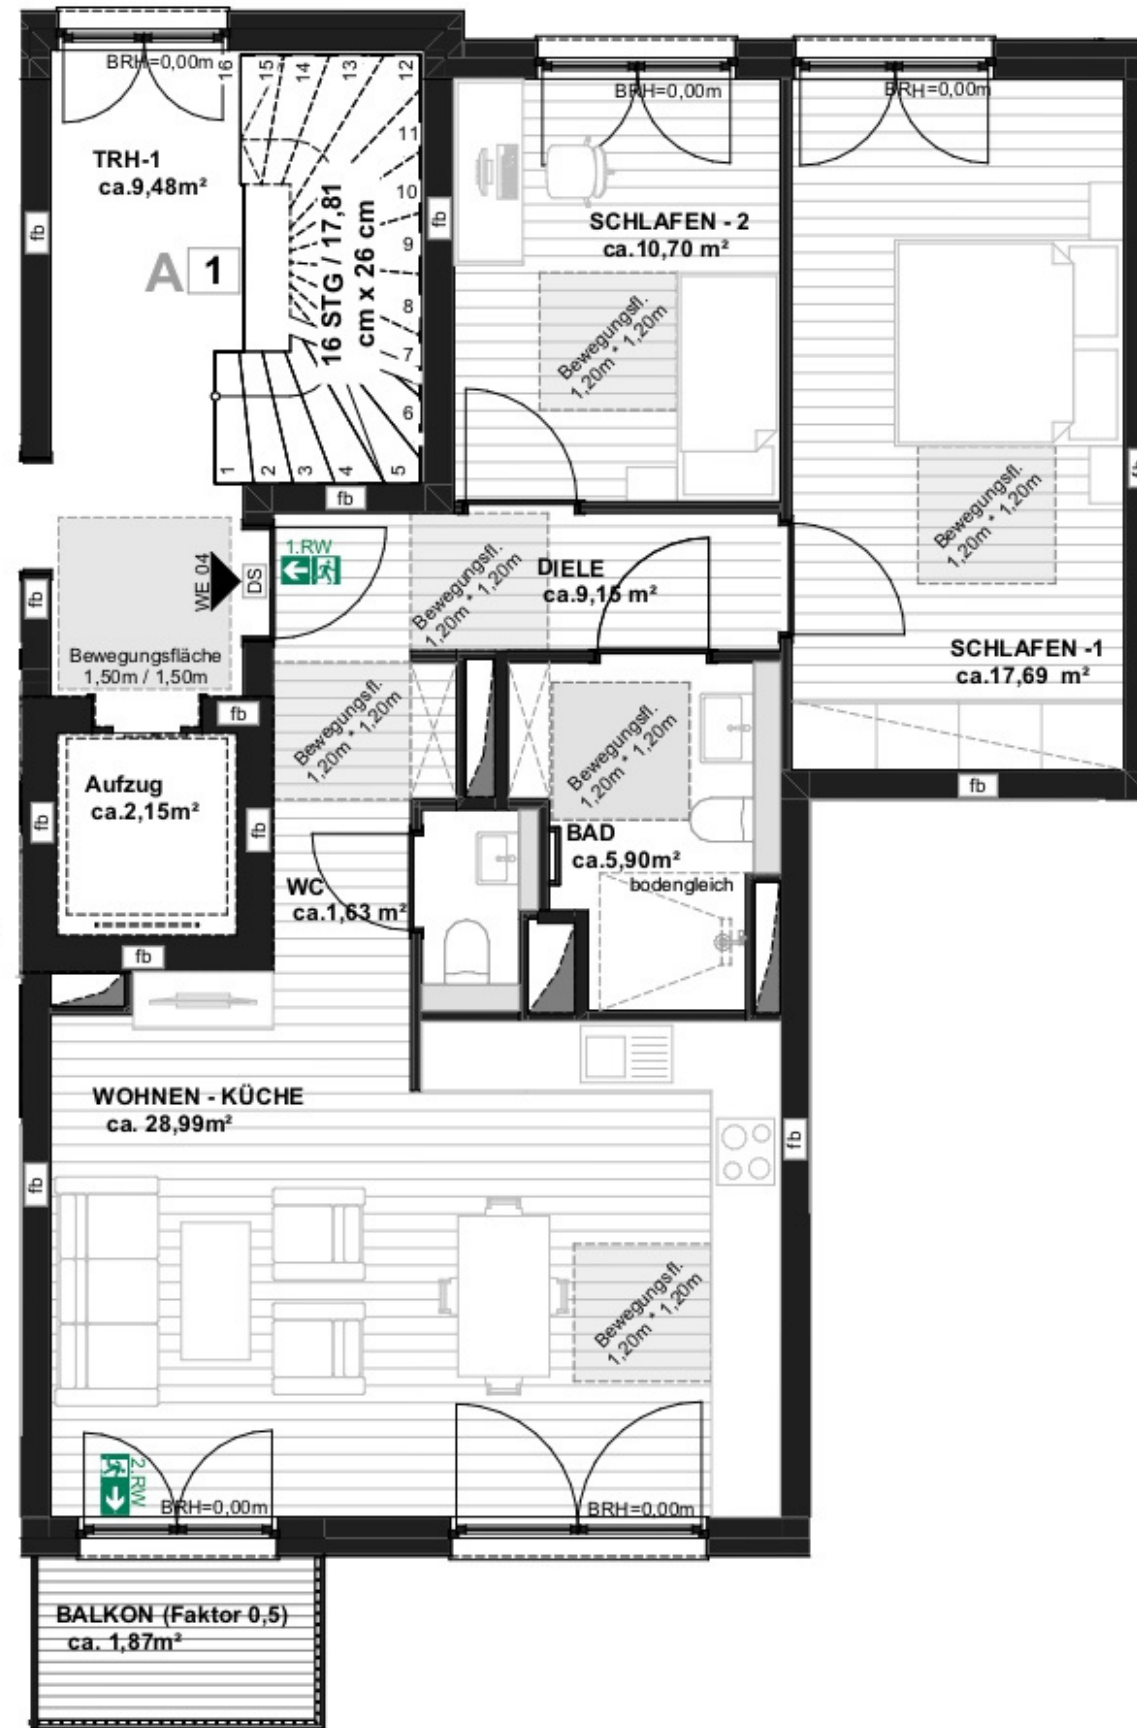 BRH=0,00m
BRH=0,00m
BRH=0,00m
16
15
14
13
12
11
10
9
8
7
6
5
4
3
2
1
TRH-1
ca.9,48m²
A 1
16 STG / 17,81
cm x 26 cm
fb
fb
fb
SCHLAFEN - 2
ca.10,70 m²
Bewegungsfl.
1,20m * 1,20m
Bewegungsfl.
1,20m * 1,20m
fb
1.RW
WE 04
DS
DIELE
ca.9,15 m²
Bewegungsfl.
1,20m * 1,20m
fb
Bewegungsfläche
1,50m / 1,50m
SCHLAFEN -1
ca.17,69 m²
fb
fb
Bewegungsfl.
1,20m * 1,20m
Bewegungsfl.
1,20m * 1,20m
Aufzug
ca.2,15m²
fb
fb
fb
BAD
ca.5,90m²
bodengleich
WC
ca.1,63 m²
WOHNEN - KÜCHE
ca. 28,99m²
fb
fb
Bewegungsfl.
1,20m * 1,20m
2.RW
BRH=0,00m
BRH=0,00m
BALKON (Faktor 0,5)
ca. 1,87m²